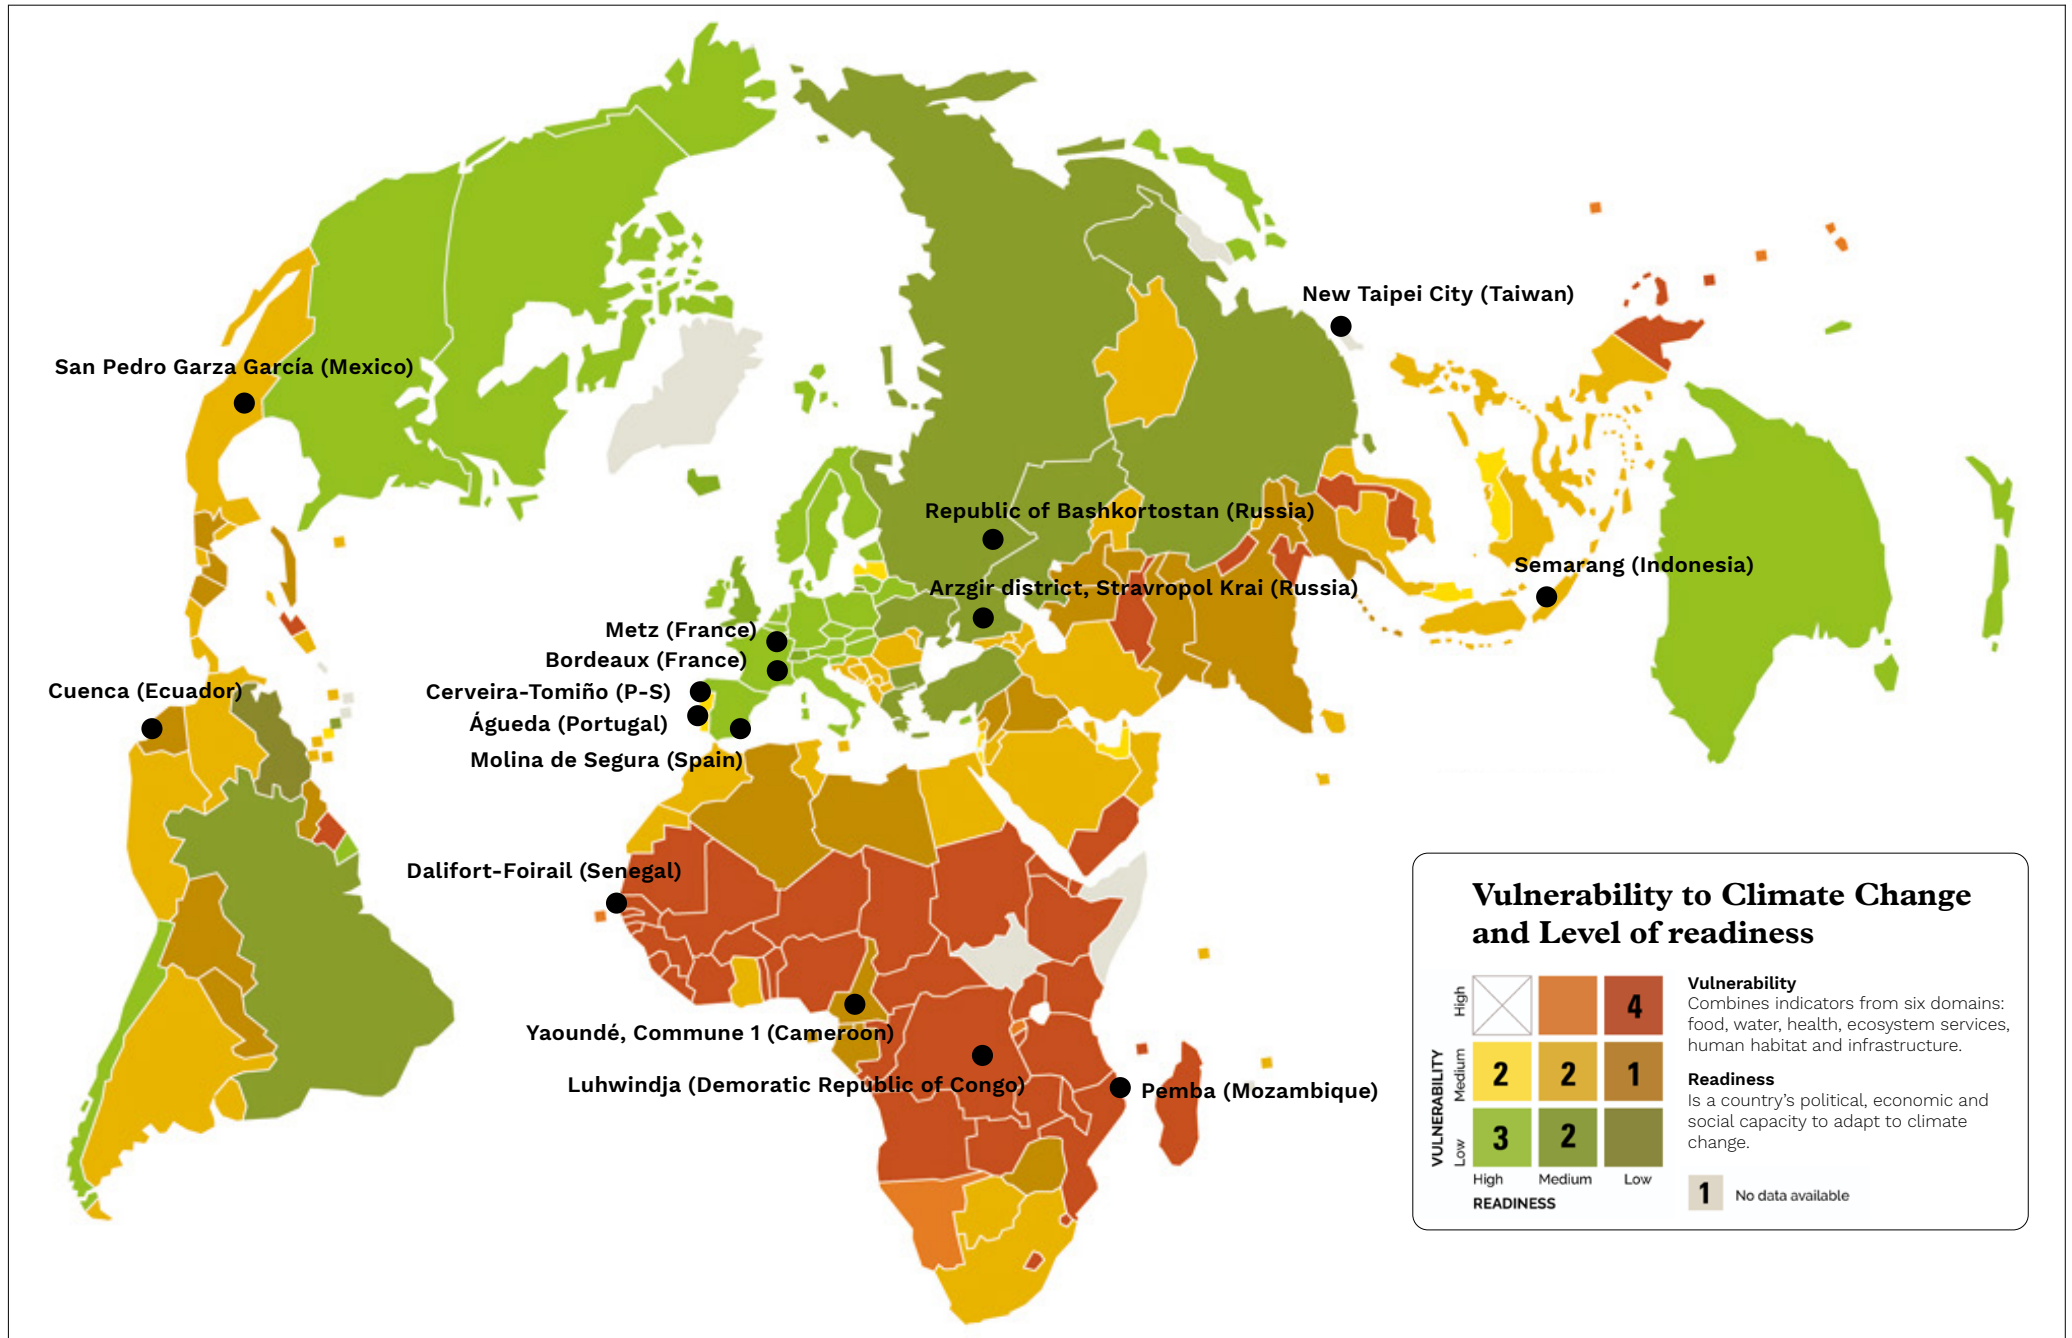 New Taipei City (Taiwan)
San Pedro Garza García (Mexico)
Republic of Bashkortostan (Russia)
Semarang (Indonesia)
Arzgir district, Stravropol Krai (Russia)
Metz (France)
Bordeaux (France)
Cuenca (Ecuador)
Cerveira-Tomiño (P-S)
Águeda (Portugal)
Molina de Segura (Spain)
Dalifort-Foirail (Senegal)
Yaoundé, Commune 1 (Cameroon)
Luhwindja (Demoratic Republic of Congo)
Pemba (Mozambique)
Vulnerability to Climate Change
and Level of readiness
VULNERABILITY
High
4
Medium
2 2 1
Low
3 2
High Medium Low
READINESS
Vulnerability
Combines indicators from six domains:
food, water, health, ecosystem services,
human habitat and infrastructure.
Readiness
Is a country's political, economic and
social capacity to adapt to climate
change.
1 No data available